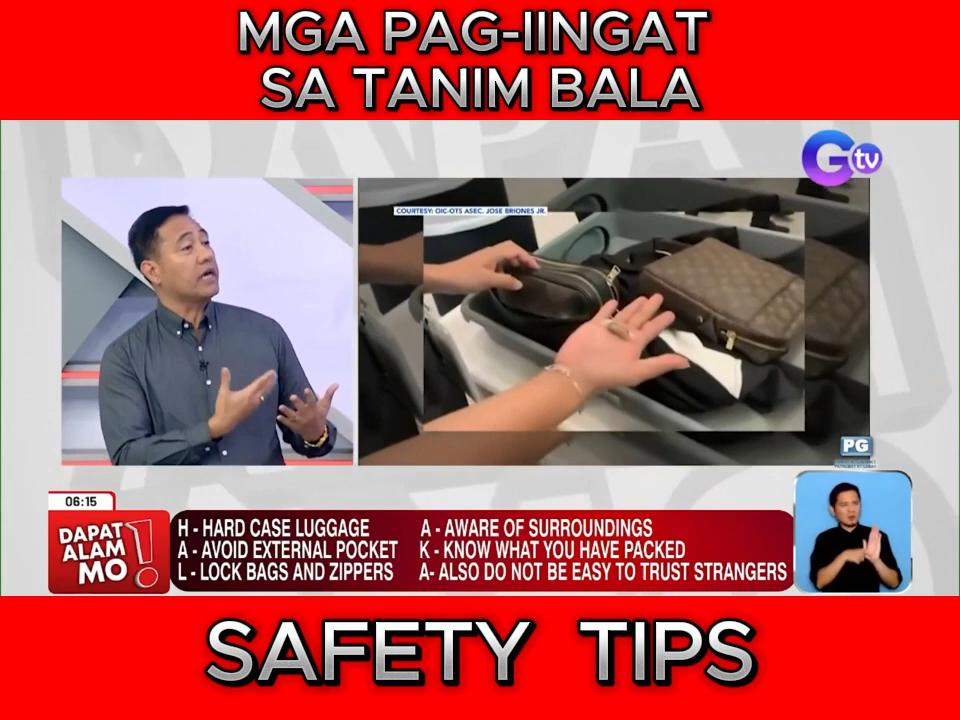 MGA PAG-IINGAT
SA TANIM BALA
Gtv
COURTESY: OIC-OTS ASEC. JOSE BRIONES JR.
PG
06:15
DAPAT
ALAM
MO!
H - HARD CASE LUGGAGE
A - AVOID EXTERNAL POCKET
L - LOCK BAGS AND ZIPPERS
A - AWARE OF SURROUNDINGS
K - KNOW WHAT YOU HAVE PACKED
A- ALSO DO NOT BE EASY TO TRUST STRANGERS
SAFETY TIPS